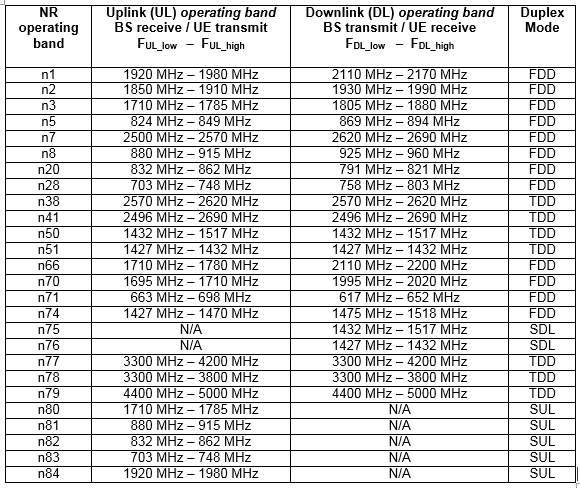 NR operating band | Uplink (UL) operating band BS receive / UE transmit FUL_low – FUL_high | Downlink (DL) operating band BS transmit / UE receive FDL_low – FDL_high | Duplex Mode
n1 1920 MHz – 1980 MHz 2110 MHz – 2170 MHz FDD
n2 1850 MHz – 1910 MHz 1930 MHz – 1990 MHz FDD
n3 1710 MHz – 1785 MHz 1805 MHz – 1880 MHz FDD
n5 824 MHz – 849 MHz 869 MHz – 894 MHz FDD
n7 2500 MHz – 2570 MHz 2620 MHz – 2690 MHz FDD
n8 880 MHz – 915 MHz 925 MHz – 960 MHz FDD
n20 832 MHz – 862 MHz 791 MHz – 821 MHz FDD
n28 703 MHz – 748 MHz 758 MHz – 803 MHz FDD
n38 2570 MHz – 2620 MHz 2570 MHz – 2620 MHz TDD
n41 2496 MHz – 2690 MHz 2496 MHz – 2690 MHz TDD
n50 1432 MHz – 1517 MHz 1432 MHz – 1517 MHz TDD
n51 1427 MHz – 1432 MHz 1427 MHz – 1432 MHz TDD
n66 1710 MHz – 1780 MHz 2110 MHz – 2200 MHz FDD
n70 1695 MHz – 1710 MHz 1995 MHz – 2020 MHz FDD
n71 663 MHz – 698 MHz 617 MHz – 652 MHz FDD
n74 1427 MHz – 1470 MHz 1475 MHz – 1518 MHz FDD
n75 N/A 1432 MHz – 1517 MHz SDL
n76 N/A 1427 MHz – 1432 MHz SDL
n77 3300 MHz – 4200 MHz 3300 MHz – 4200 MHz TDD
n78 3300 MHz – 3800 MHz 3300 MHz – 3800 MHz TDD
n79 4400 MHz – 5000 MHz 4400 MHz – 5000 MHz TDD
n80 1710 MHz – 1785 MHz N/A SUL
n81 880 MHz – 915 MHz N/A SUL
n82 832 MHz – 862 MHz N/A SUL
n83 703 MHz – 748 MHz N/A SUL
n84 1920 MHz – 1980 MHz N/A SUL